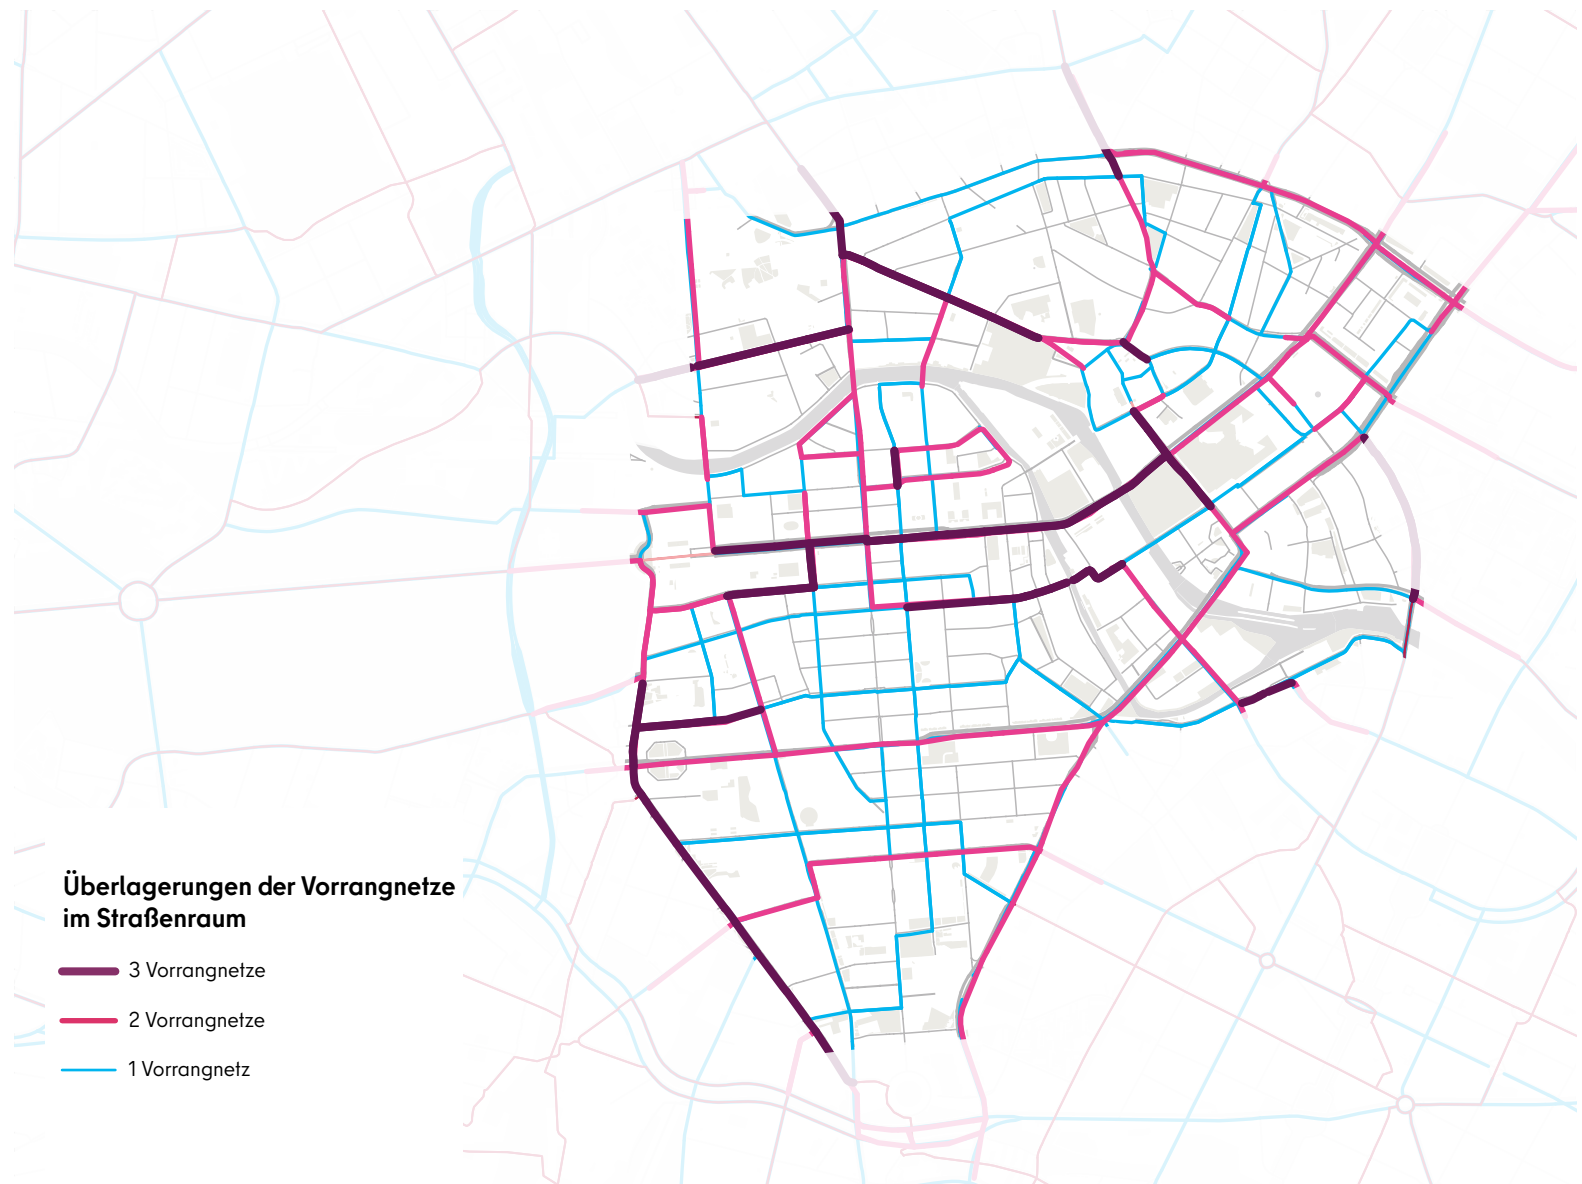 Überlagerungen der Vorrangnetze
im Straßenraum
3 Vorrangnetze
2 Vorrangnetze
1 Vorrangnetz